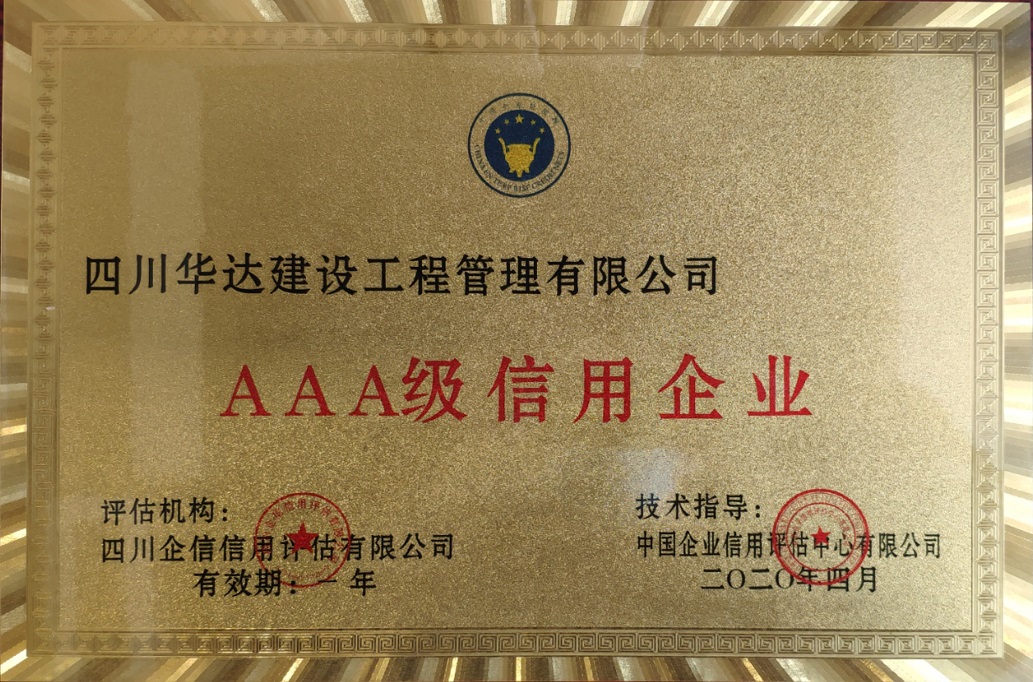 四川华达建设工程管理有限公司
AAA级信用企业
评估机构：
四川企信信用评估有限公司
有效期：一年
技术指导：
中国企业信用评估中心有限公司
二〇二〇年四月